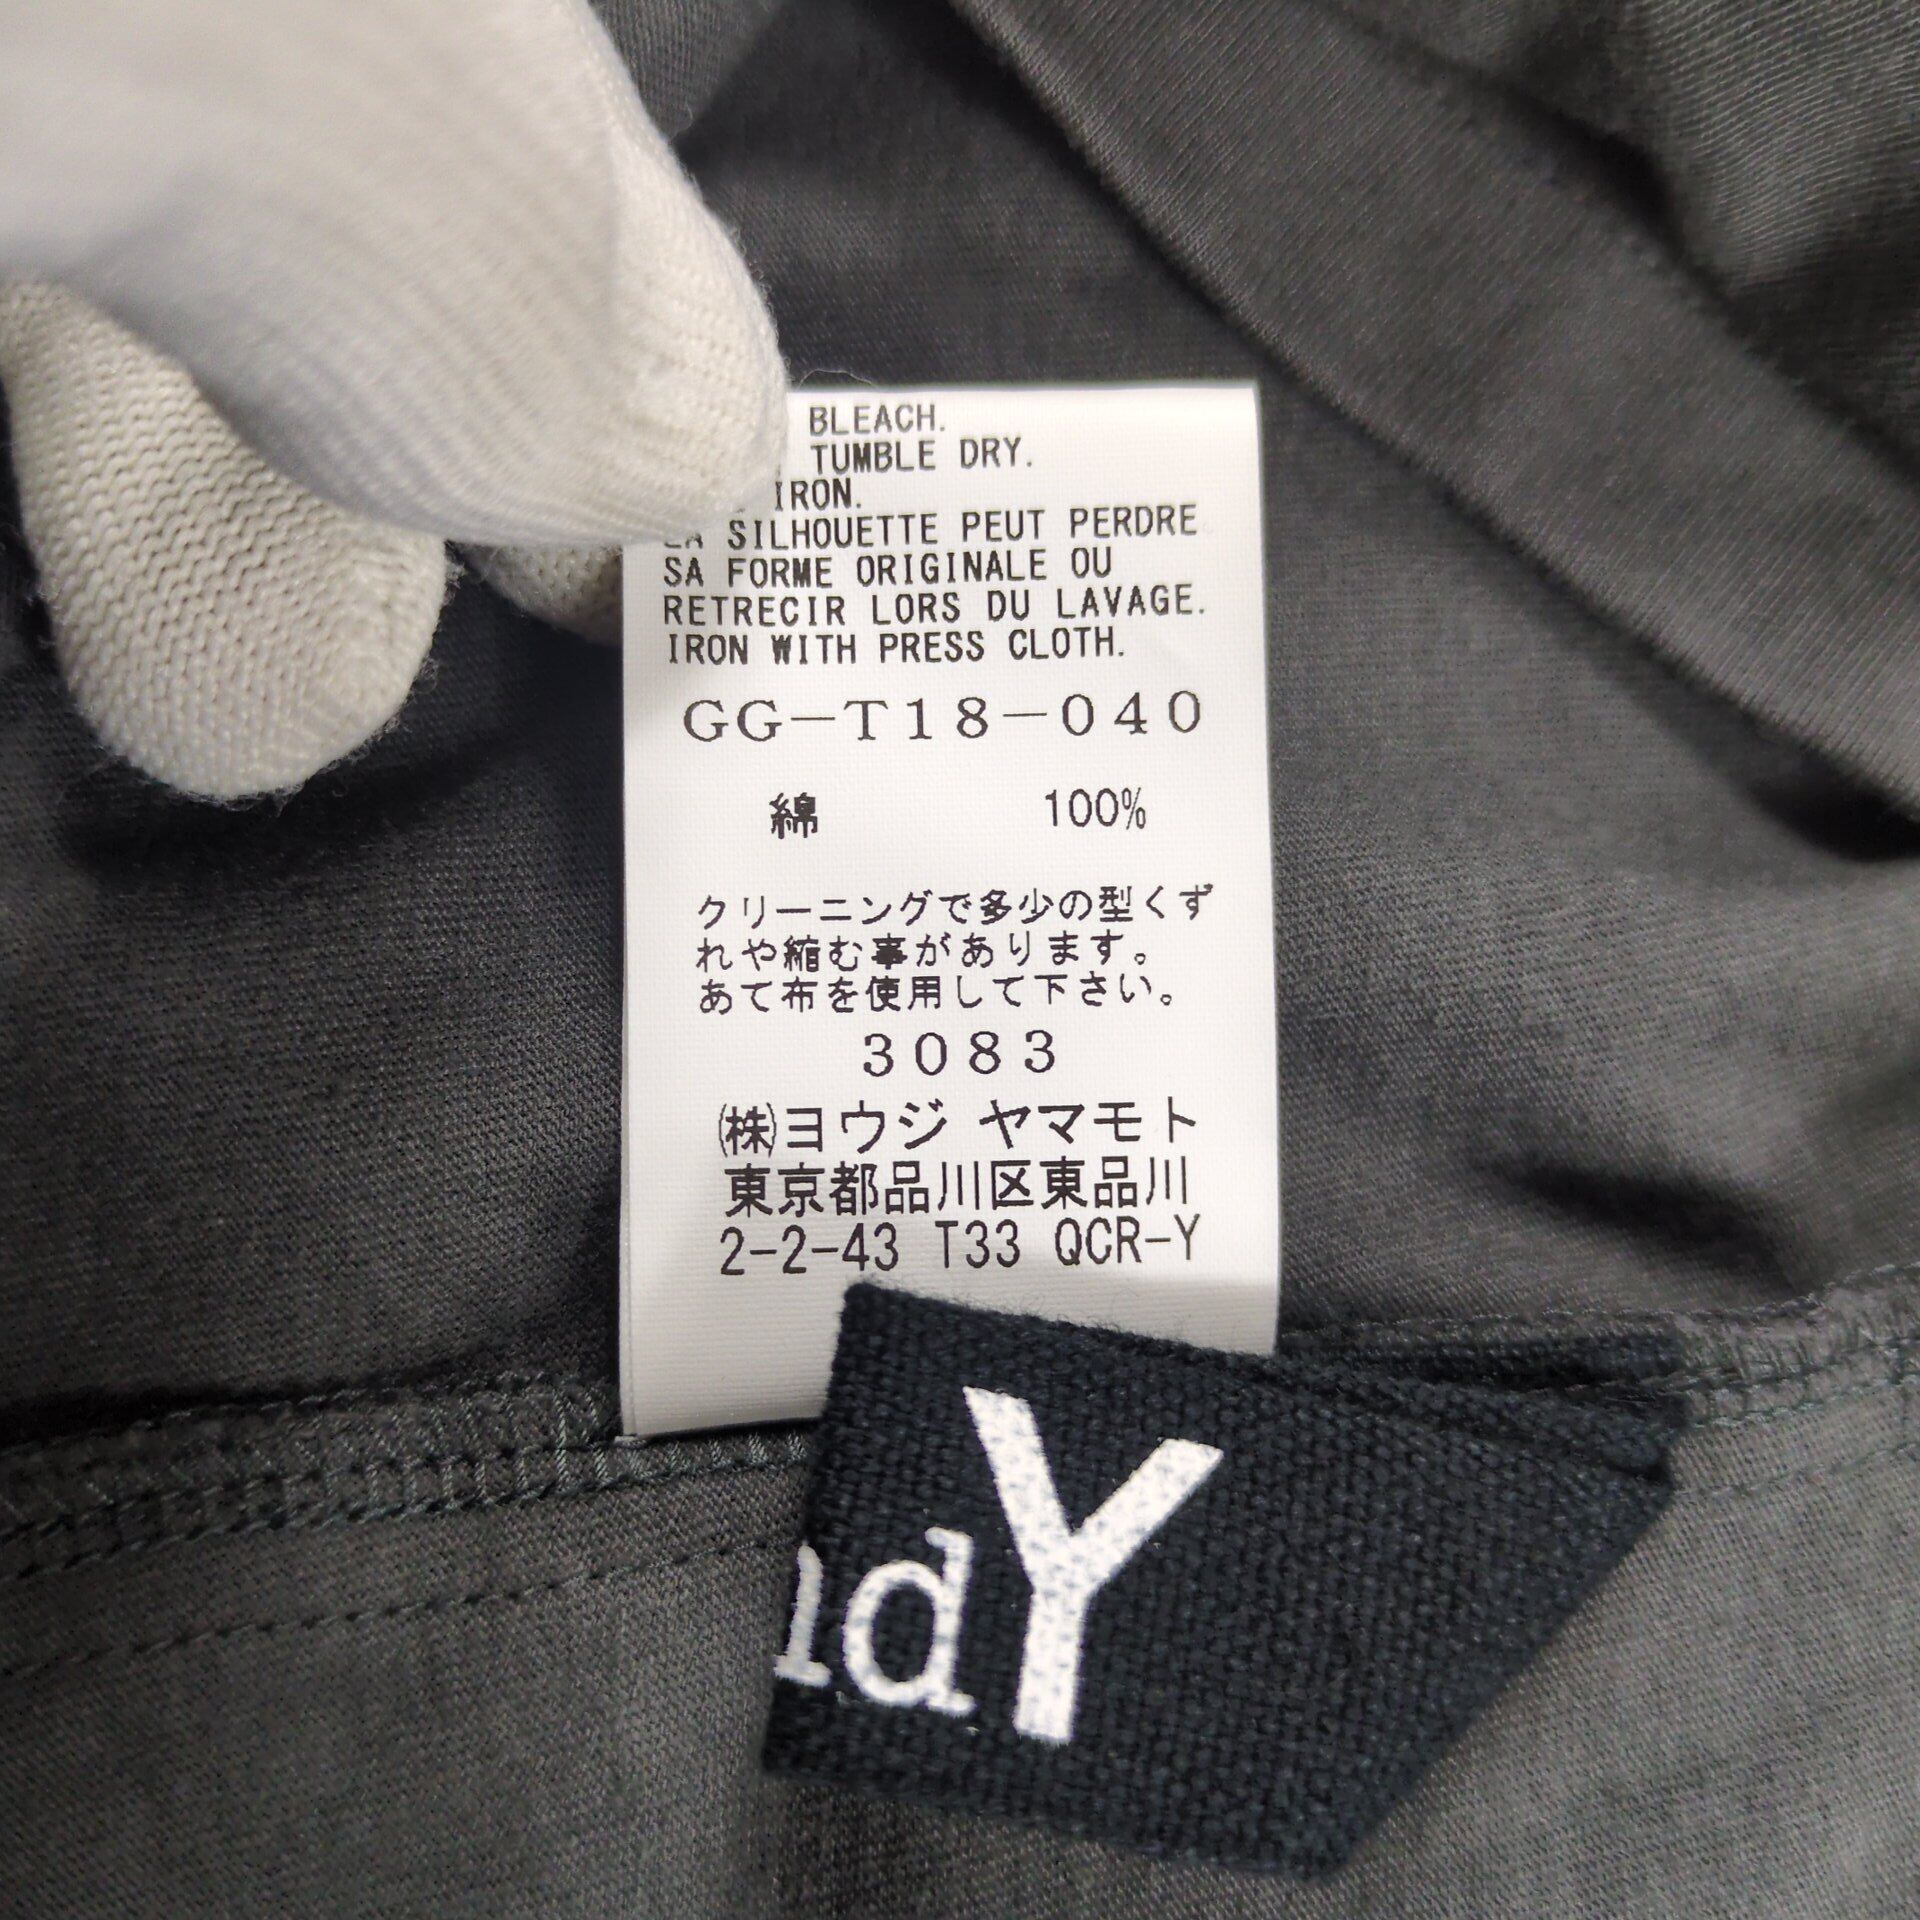 BLEACH.
TUMBLE DRY.
IRON.
LA SILHOUETTE PEUT PERDRE
SA FORME ORIGINALE OU
RETRECIR LORS DU LAVAGE.
IRON WITH PRESS CLOTH.
GG-T18-040
綿 100%
クリーニングで多少の型くず
れや縮む事があります。
あて布を使用して下さい。
3083
㈱ヨウジ ヤマモト
東京都品川区東品川
2-2-43 T33 QCR-Y
ndY